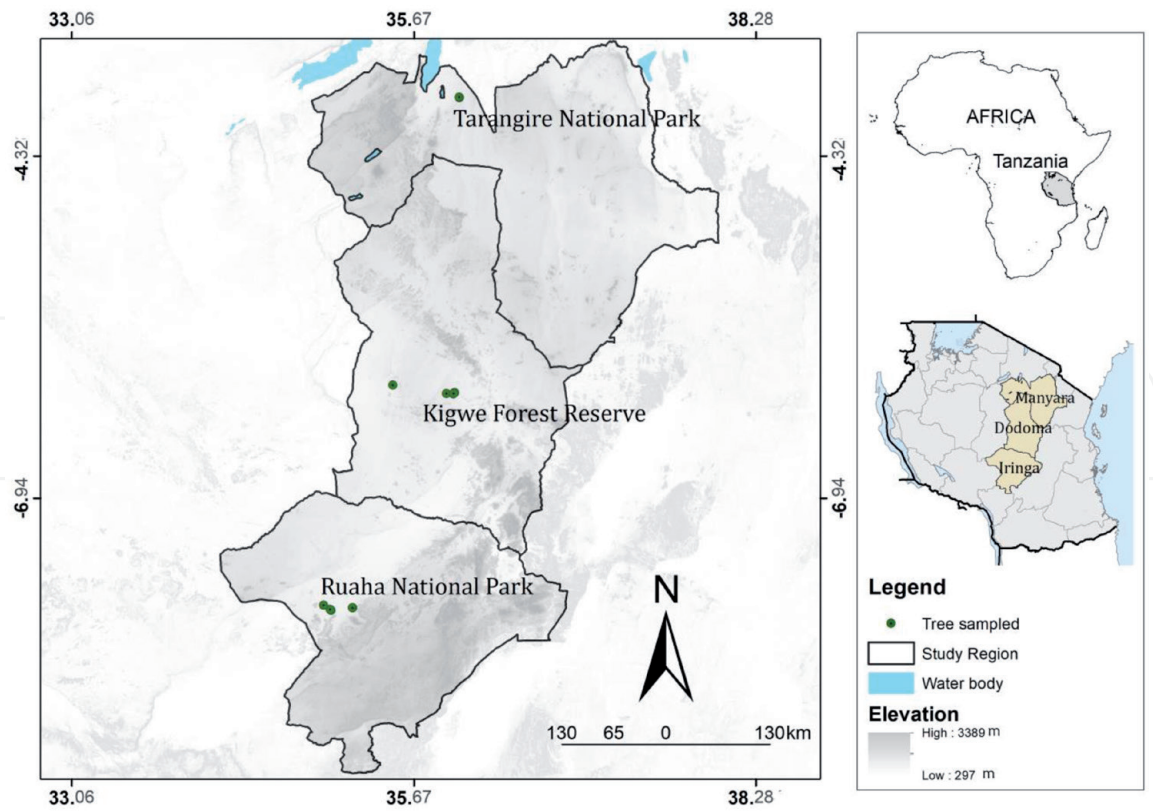 33.06
35.67
38.28
-4.32
-4.32
Tarangire National Park
Kigwe Forest Reserve
-6.94
-6.94
Ruaha National Park
N
130 65 0 130km
33.06
35.67
38.28
AFRICA
Tanzania
Manyara
Dodoma
Iringa
Legend
Tree sampled
Study Region
Water body
Elevation
High : 3389 m
Low : 297 m